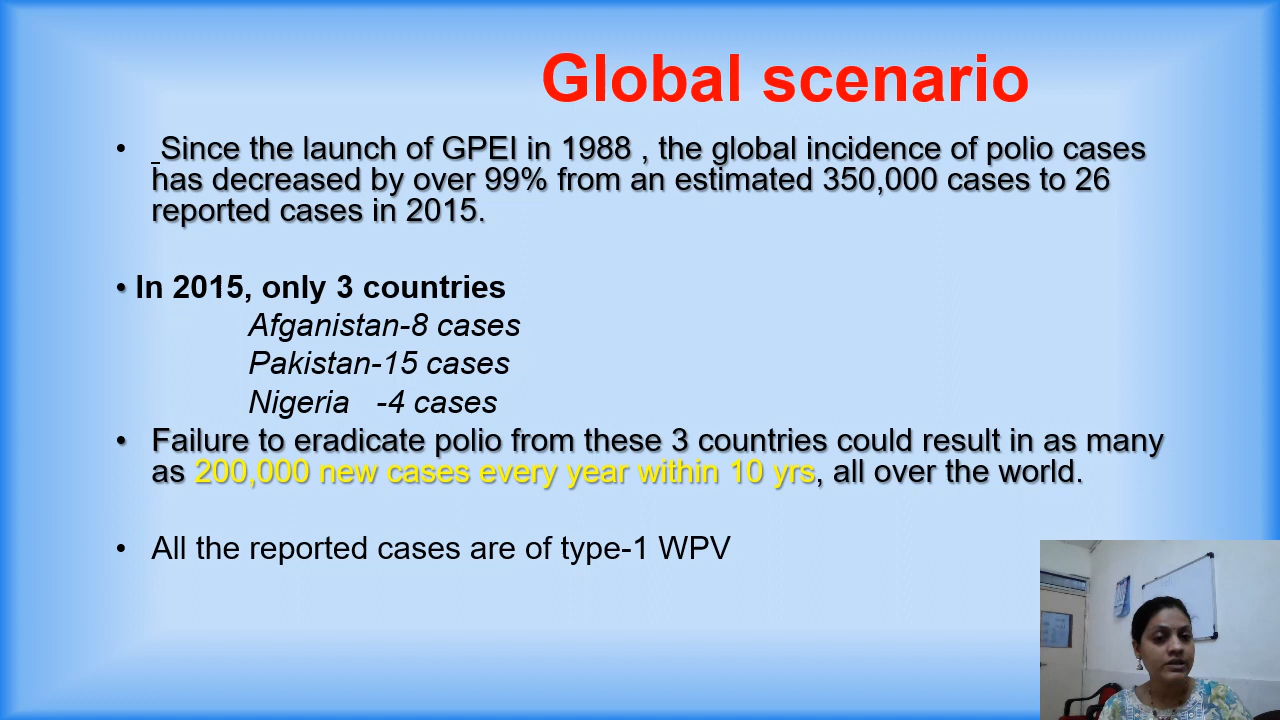 Global scenario
• Since the launch of GPEI in 1988 , the global incidence of polio cases
has decreased by over 99% from an estimated 350,000 cases to 26
reported cases in 2015.
• In 2015, only 3 countries
Afganistan-8 cases
Pakistan-15 cases
Nigeria -4 cases
• Failure to eradicate polio from these 3 countries could result in as many
as 200,000 new cases every year within 10 yrs, all over the world.
• All the reported cases are of type-1 WPV